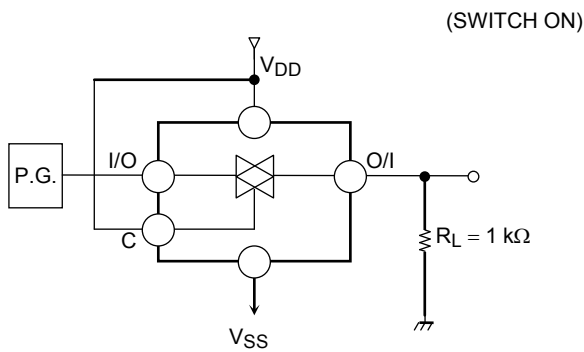 (SWITCH ON)
VDD
I/O
O/I
P.G.
C
RL = 1 kΩ
VSS